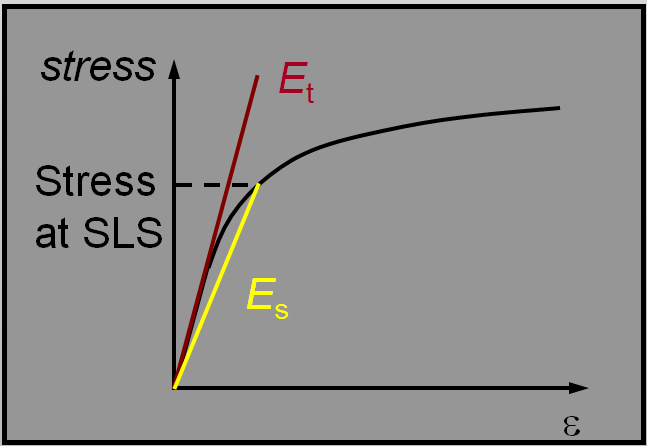 stress
Et
Stress
at SLS
Es
ε